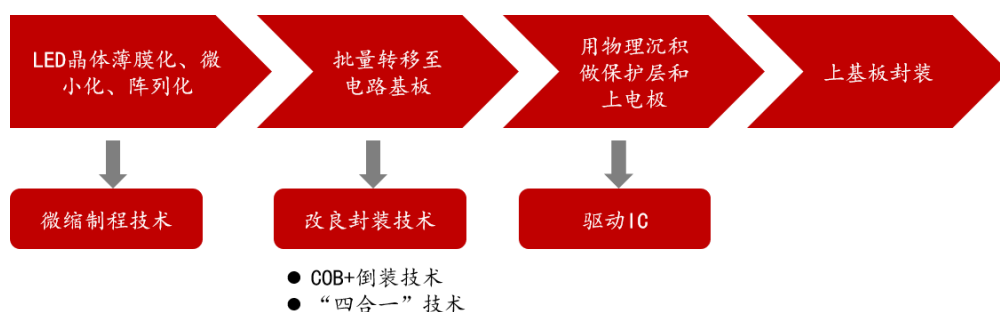 LED晶体薄膜化、微
小化、阵列化
批量转移至
电路基板
用物理沉积
做保护层和
上电极
上基板封装
微缩制程技术
改良封装技术
驱动IC
● COB+倒装技术
● “四合一”技术